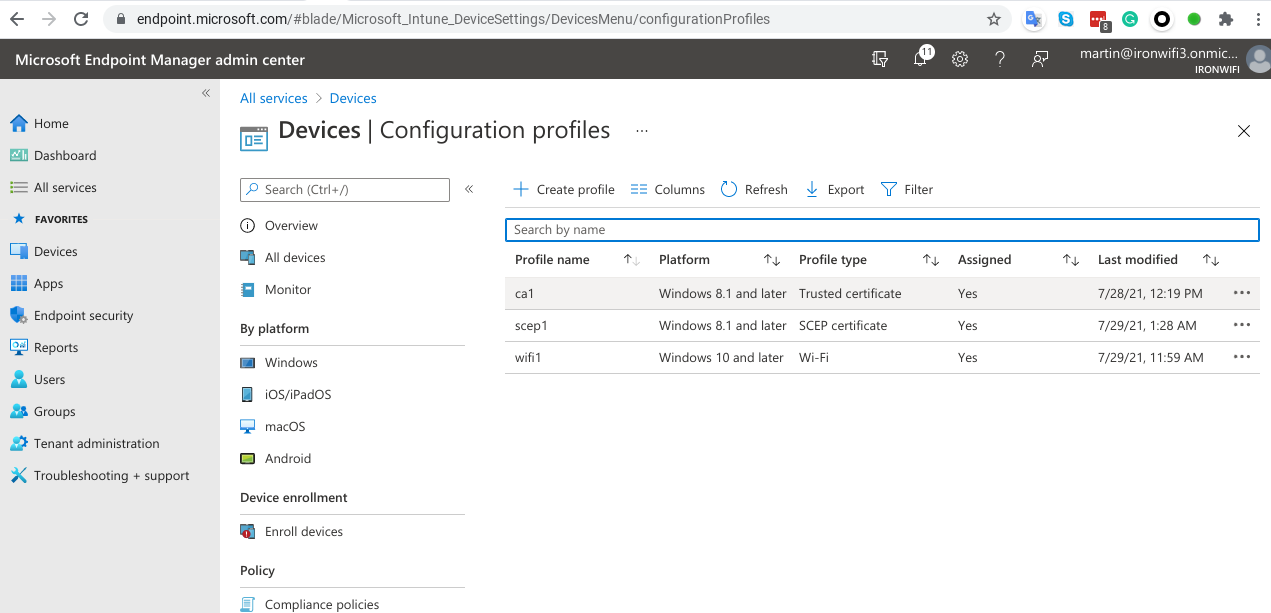 endpoint.microsoft.com/#blade/Microsoft_Intune_DeviceSettings/DevicesMenu/configurationProfiles
8
Microsoft Endpoint Manager admin center
11
martin@ironwifi3.onmic...
IRONWIFI
Home
Dashboard
All services
FAVORITES
Devices
Apps
Endpoint security
Reports
Users
Groups
Tenant administration
Troubleshooting + support
All services > Devices
Devices | Configuration profiles ...
Search (Ctrl+/)
Overview
All devices
Monitor
By platform
Windows
iOS/iPadOS
macOS
Android
Device enrollment
Enroll devices
Policy
Compliance policies
Create profile Columns Refresh Export Filter
Search by name
Profile name Platform Profile type Assigned Last modified
ca1 Windows 8.1 and later Trusted certificate Yes 7/28/21, 12:19 PM
scep1 Windows 8.1 and later SCEP certificate Yes 7/29/21, 1:28 AM
wifi1 Windows 10 and later Wi-Fi Yes 7/29/21, 11:59 AM